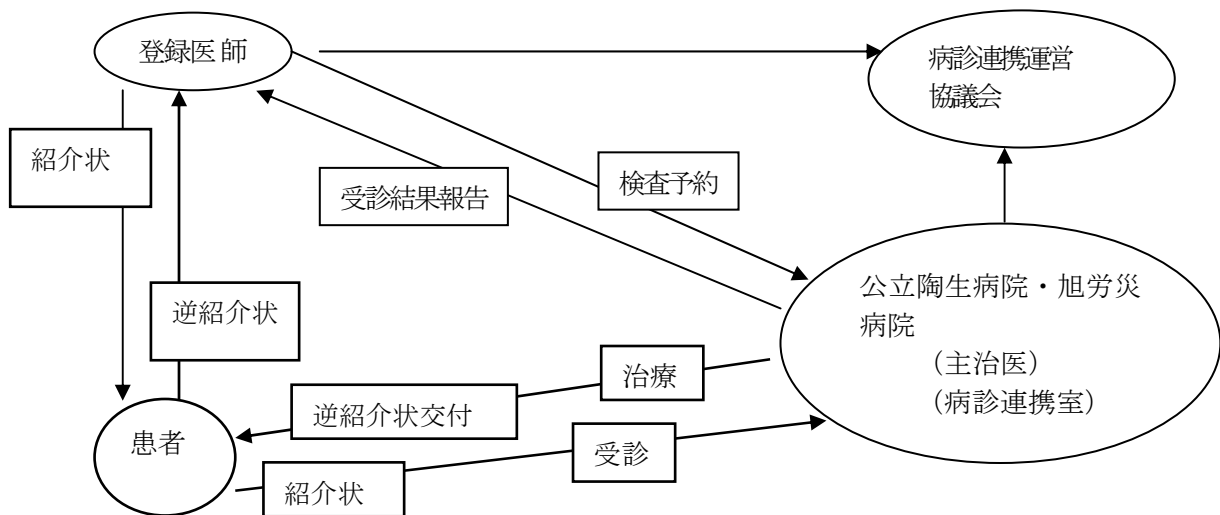 登録医師
病診連携運営
協議会
紹介状
検査予約
受診結果報告
逆紹介状
公立陶生病院・旭労災
病院
（主治医）
（病診連携室）
治療
逆紹介状交付
患者
受診
紹介状